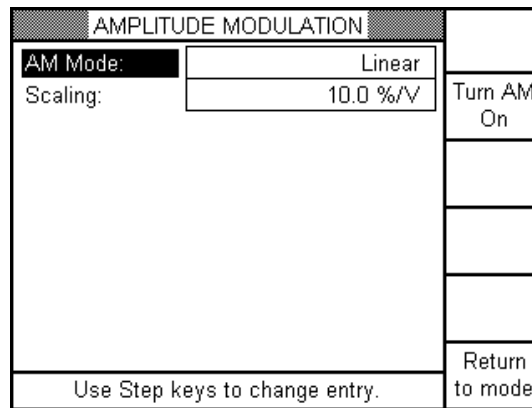 AMPLITUDE MODULATION
AM Mode: Linear
Scaling: 10.0 %/V
Turn AM
On
Return
to mode
Use Step keys to change entry.